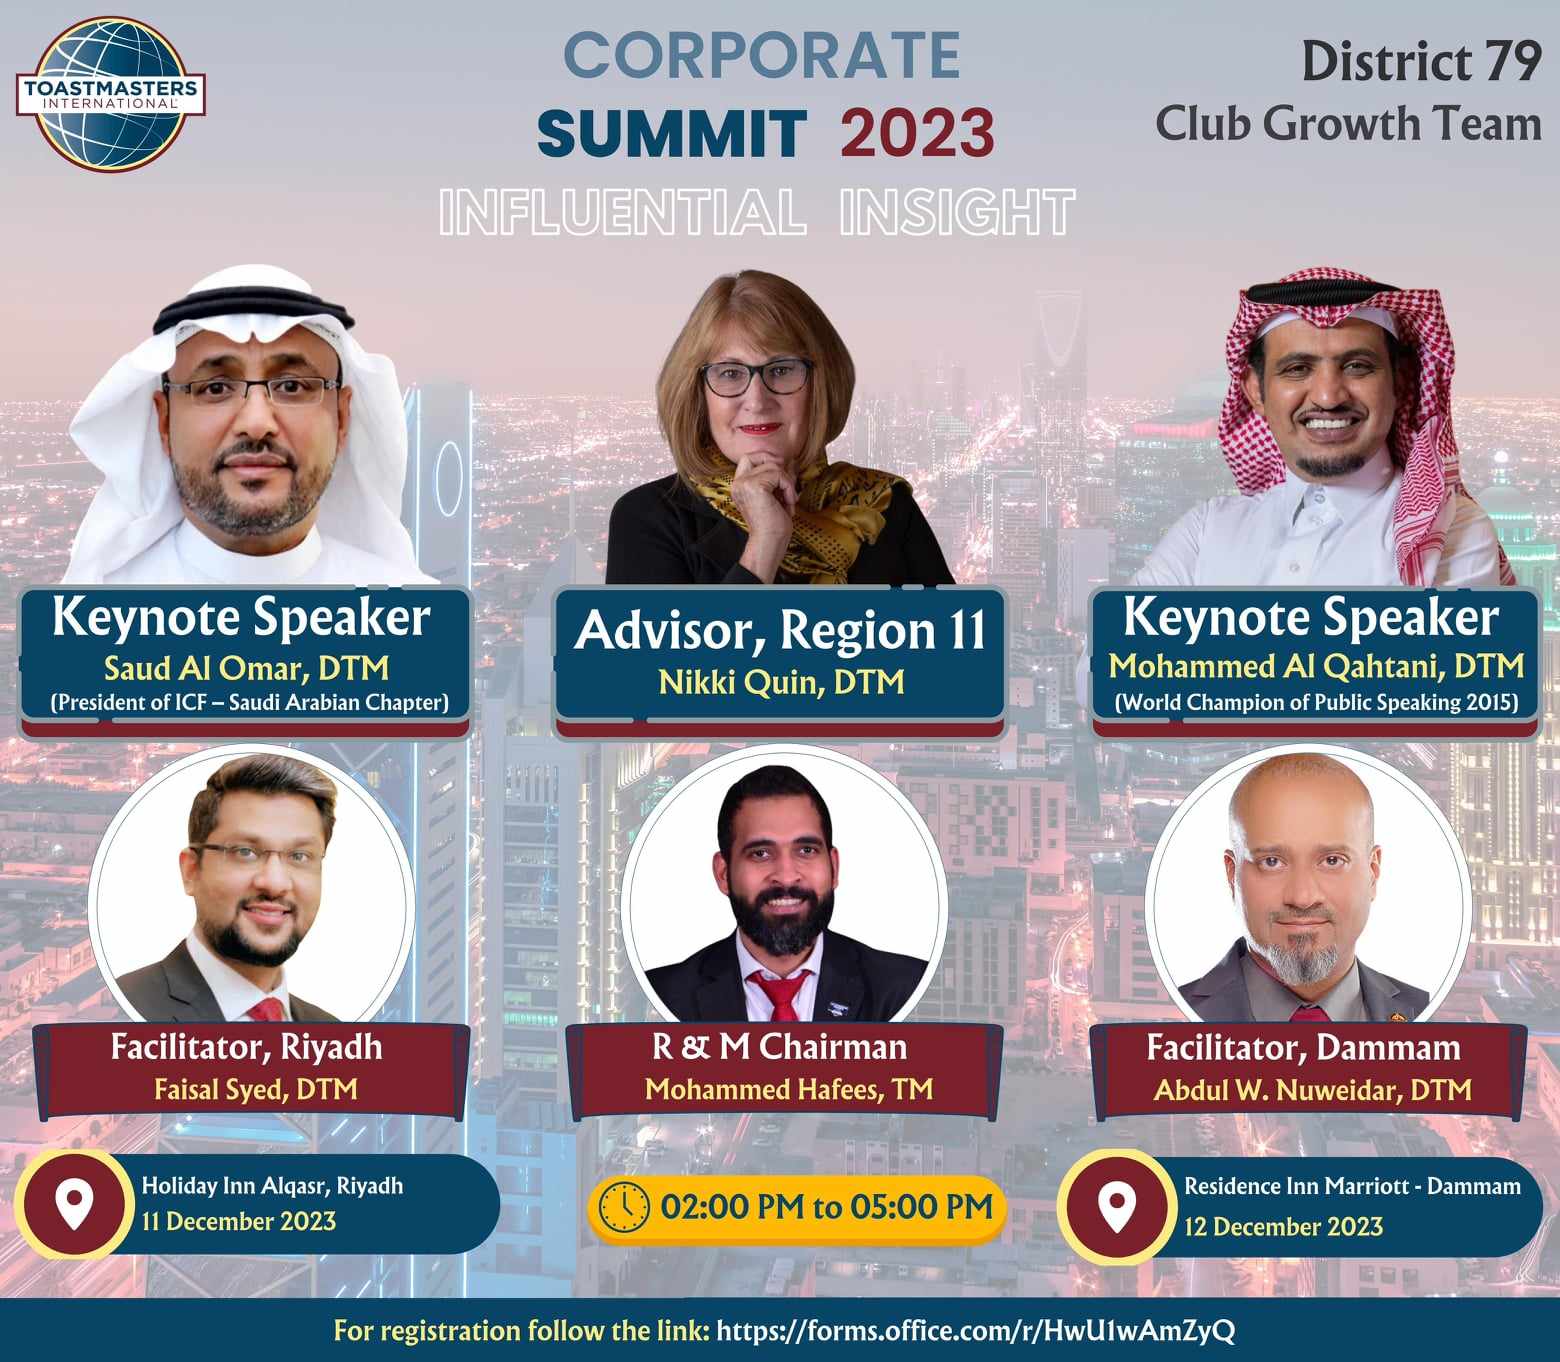 TOASTMASTERS
INTERNATIONAL
CORPORATE
SUMMIT 2023
INFLUENTIAL INSIGHT
District 79
Club Growth Team
Keynote Speaker
Saud Al Omar, DTM
(President of ICF – Saudi Arabian Chapter)
Advisor, Region 11
Nikki Quin, DTM
Keynote Speaker
Mohammed Al Qahtani, DTM
(World Champion of Public Speaking 2015)
Facilitator, Riyadh
Faisal Syed, DTM
R & M Chairman
Mohammed Hafees, TM
Facilitator, Dammam
Abdul W. Nuweidar, DTM
Holiday Inn Alqasr, Riyadh
11 December 2023
02:00 PM to 05:00 PM
Residence Inn Marriott - Dammam
12 December 2023
For registration follow the link: https://forms.office.com/r/HwU1wAmZyQ